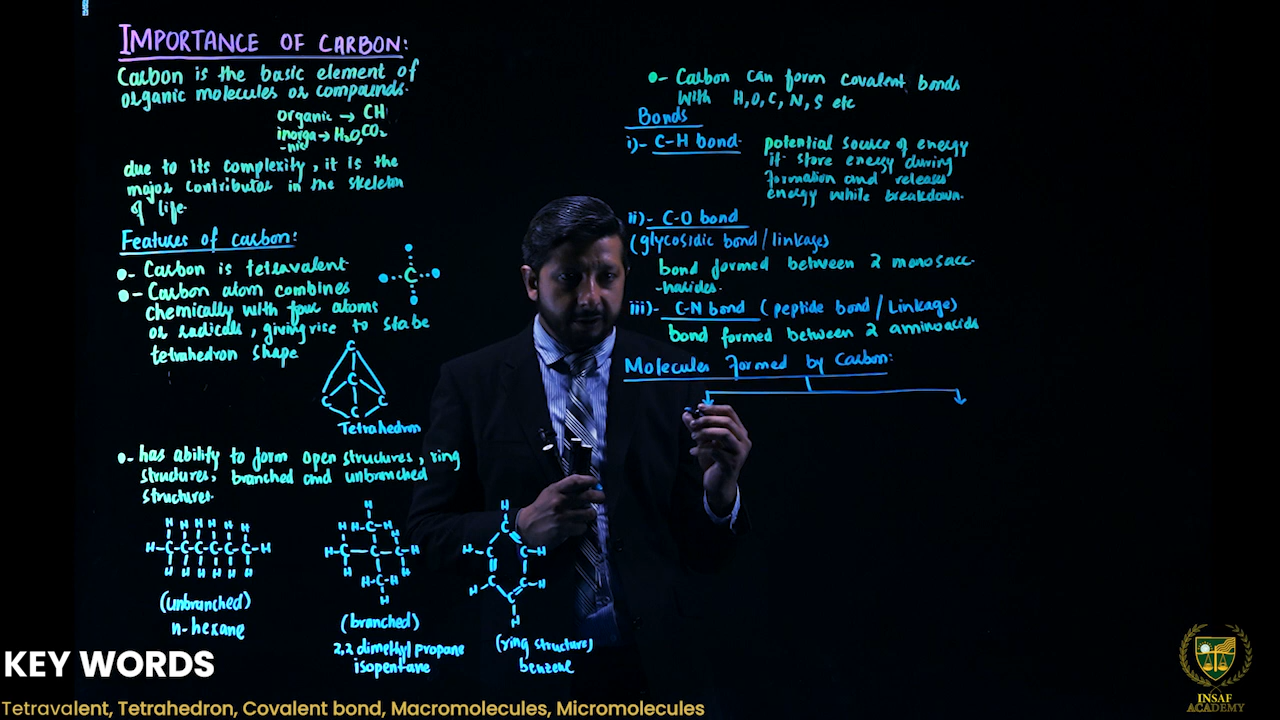 IMPORTANCE OF CARBON:
Carbon is the basic element of
organic molecules or compounds.
organic → CH
inorga → H₂O, CO₂
-nic
due to its complexity, it is the
major contributor in the skeleton
of life.
Features of carbon:
- Carbon is tetravalent.
C
- Carbon atom combines
chemically with four atoms
or radicals, giving rise to stabe
tetrahedron shape
C
C
C C C
Tetrahedron
- has ability to form open structures, ring
structures, branched and unbranched
structures.
H H H H H H
H-C-C-C-C-C-C-H
H H H H H H
(unbranched)
n-hexane
H
H H-C-H H
H-C-C-C-H
H H
H-C-H
H
(branched)
2,2 dimethyl propane
isopentane
H
C
H- C-H
H H
H
(ring structure)
benzene
- Carbon can form covalent bonds
with H, O, C, N, S etc
Bonds
i)- C-H bond. potential source of energy
it store energy during
formation and releases
energy while breakdown.
ii)- C-O bond
(glycosidic bond/linkage)
bond formed between 2 monosacc-
-harides.
iii)- C-N bond (peptide bond/Linkage)
bond formed between 2 aminoacids
Molecules Formed by Carbon:
KEY WORDS
Tetravalent, Tetrahedron, Covalent bond, Macromolecules, Micromolecules
INSAF
ACADEMY